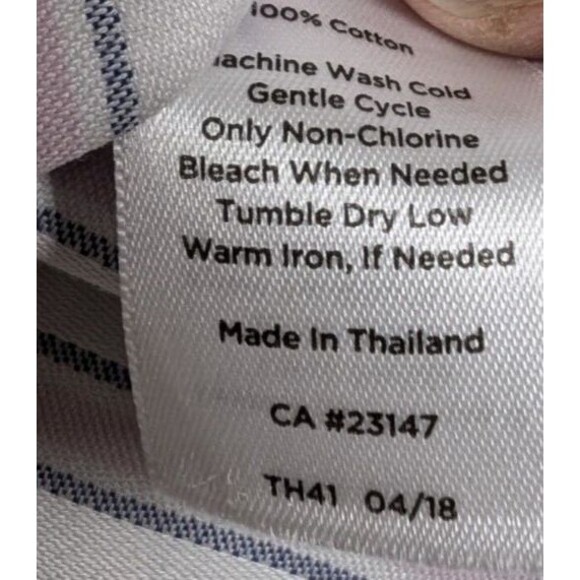 100% Cotton
Machine Wash Cold
Gentle Cycle
Only Non-Chlorine
Bleach When Needed
Tumble Dry Low
Warm Iron, If Needed
Made In Thailand
CA #23147
TH41 04/18